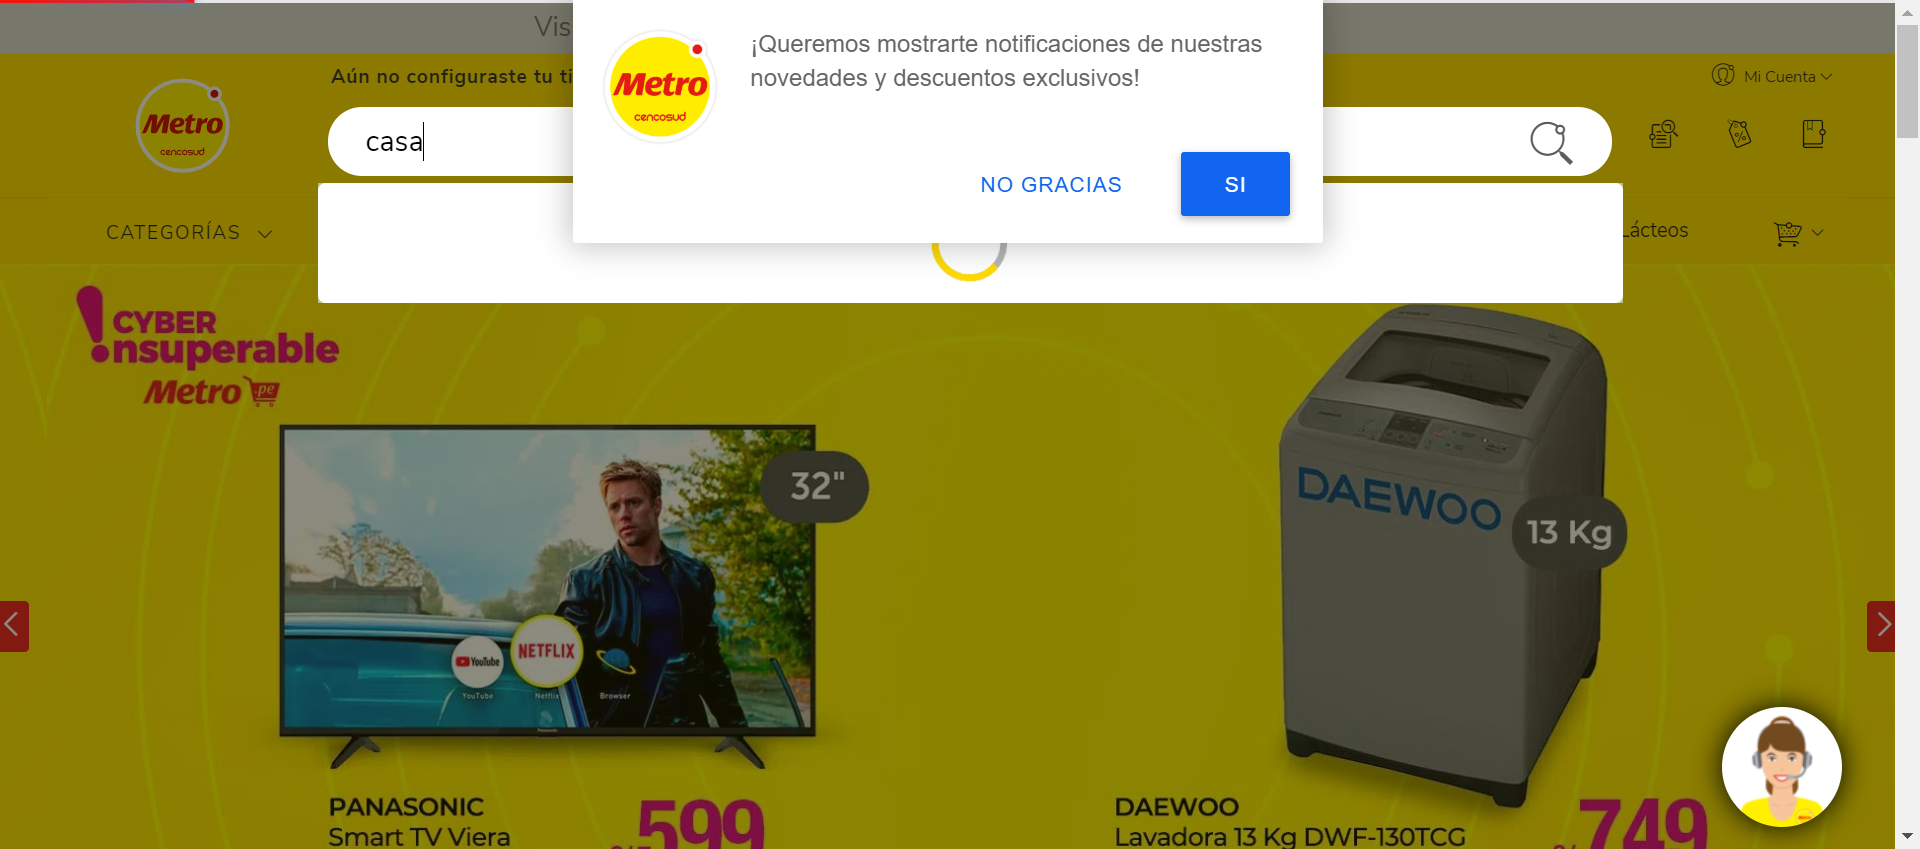 Vis
¡Queremos mostrarte notificaciones de nuestras
novedades y descuentos exclusivos!
Metro
cencosud
NO GRACIAS
SI
Aún no configuraste tu ti
Mi Cuenta
Metro
cencosud
casa
CATEGORÍAS
Lácteos
CYBER
nsuperable
Metro .pe
32"
DAEWOO
13 Kg
YouTube
NETFLIX
YouTube
Netflix
Browser
Panasonic
PANASONIC
Smart TV Viera
599
DAEWOO
Lavadora 13 Kg DWF-130TCG
749